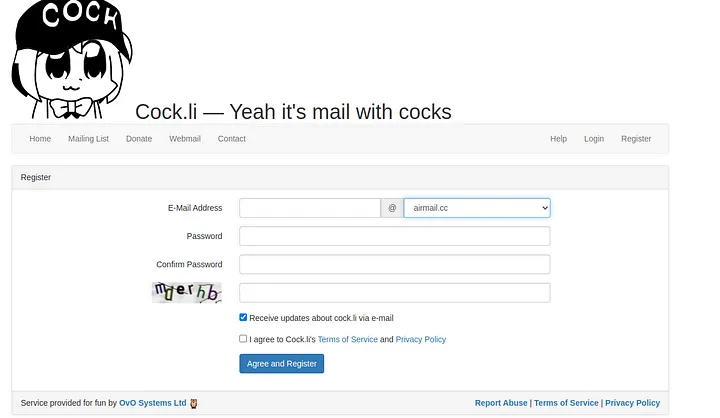 COCK
Cock.li — Yeah it's mail with cocks
Home Mailing List Donate Webmail Contact Help Login Register
Register
E-Mail Address @ airmail.cc
Password
Confirm Password
mderhb
Receive updates about cock.li via e-mail
I agree to Cock.li's Terms of Service and Privacy Policy
Agree and Register
Service provided for fun by OvO Systems Ltd Report Abuse | Terms of Service | Privacy Policy